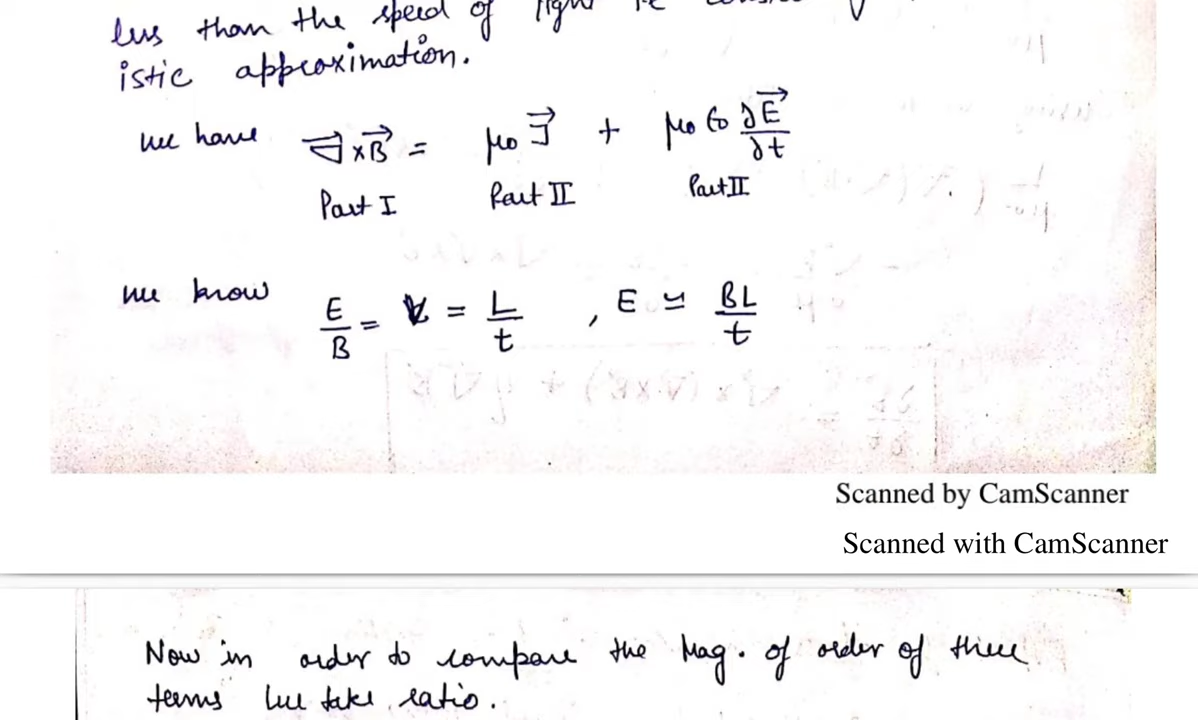 less than the speed of light
istic approximation.
we have ∇×B⃗ = μ₀ J⃗ + μ₀ ϵ₀ ∂E⃗/∂t
Part I Part II Part II
we know E/B = V = L/t , E ≃ BL/t
Scanned by CamScanner
Scanned with CamScanner
Now in order to compare the Mag. of order of these
terms we take ratio.